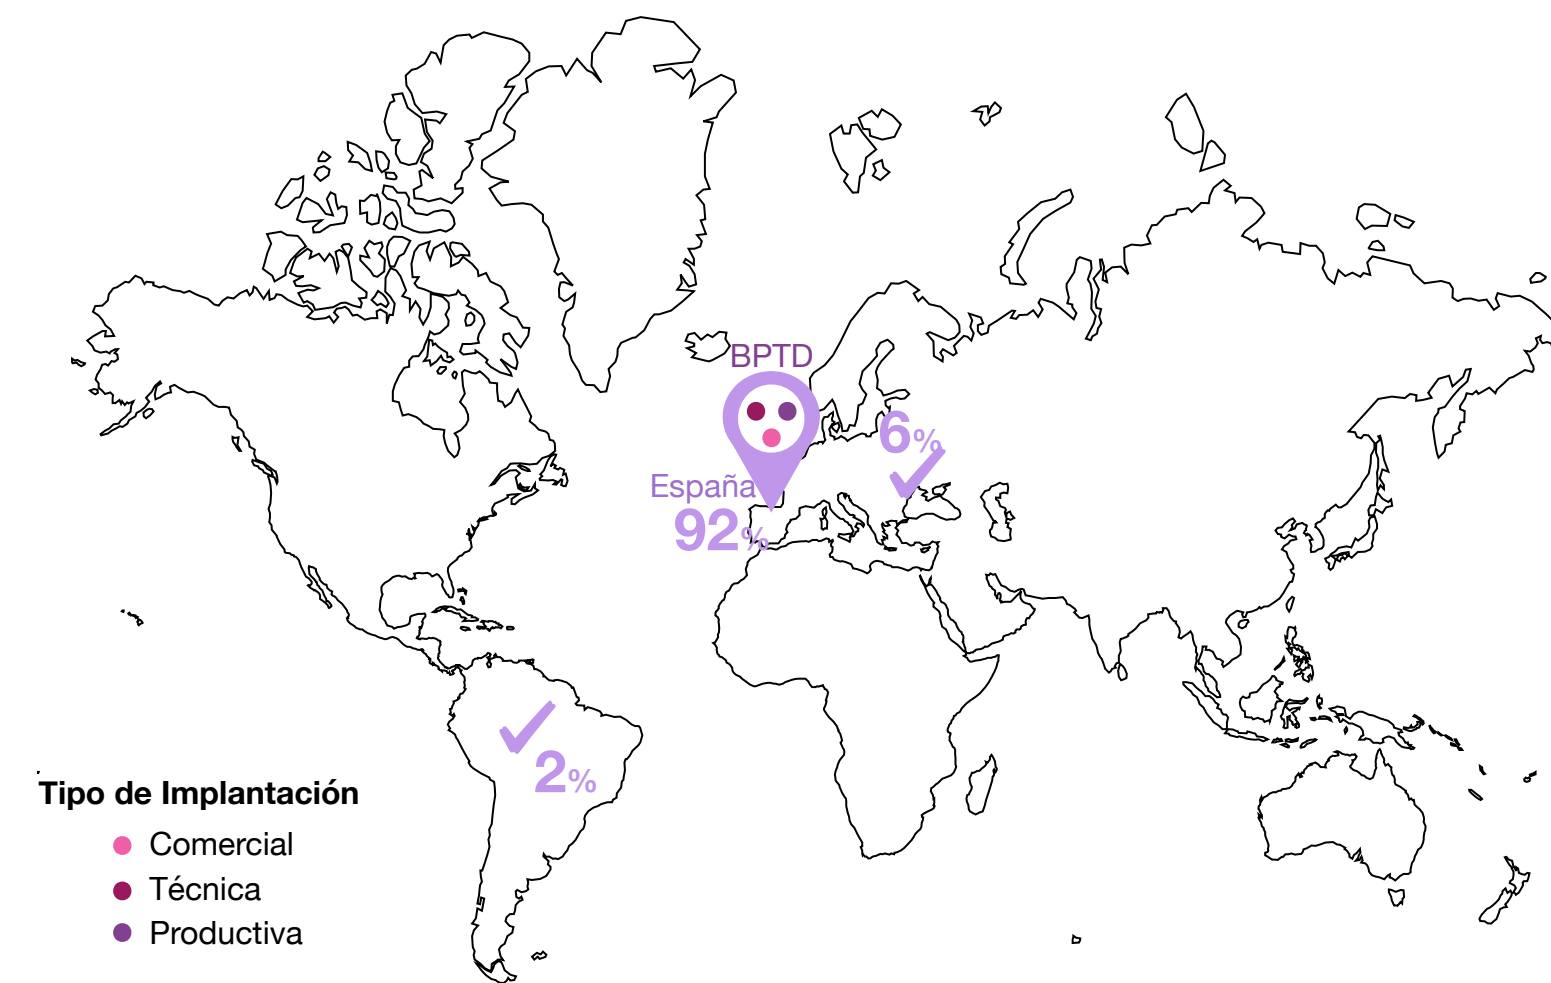 BPTD
6%
España
92%
2%
Tipo de Implantación
Comercial
Técnica
Productiva